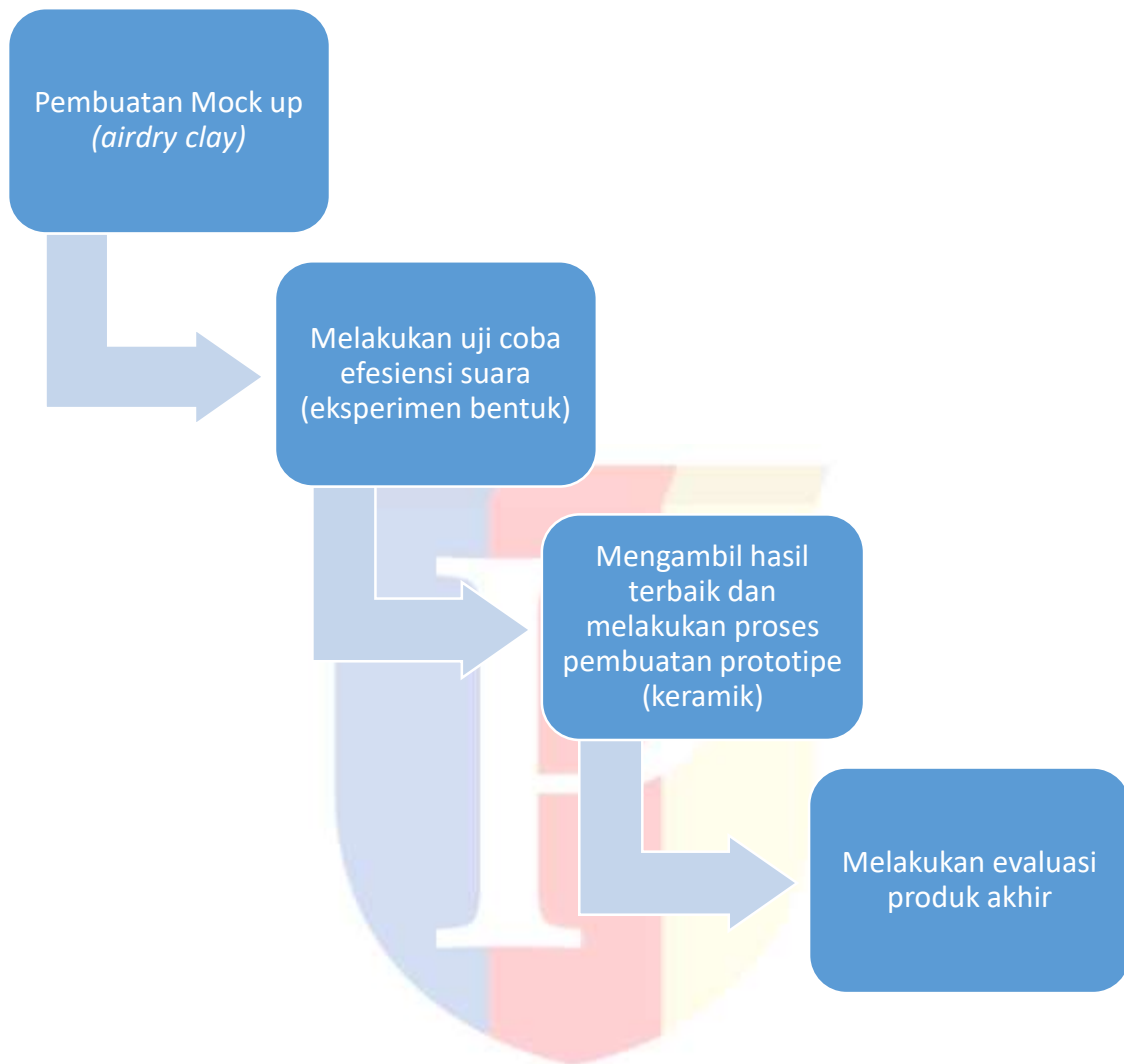 Pembuatan Mock up
(airdry clay)
Melakukan uji coba
efesiensi suara
(eksperimen bentuk)
Mengambil hasil
terbaik dan
melakukan proses
pembuatan prototipe
(keramik)
Melakukan evaluasi
produk akhir